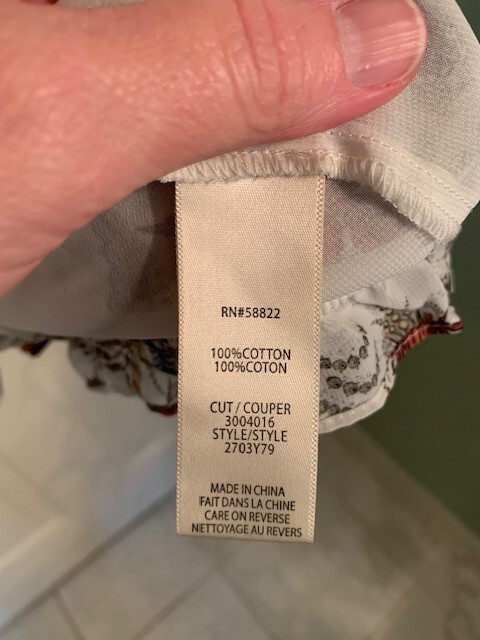 RN#58822
100%COTTON
100%COTON
CUT / COUPER
3004016
STYLE/STYLE
2703Y79
MADE IN CHINA
FAIT DANS LA CHINE
CARE ON REVERSE
NETTOYAGE AU REVERS